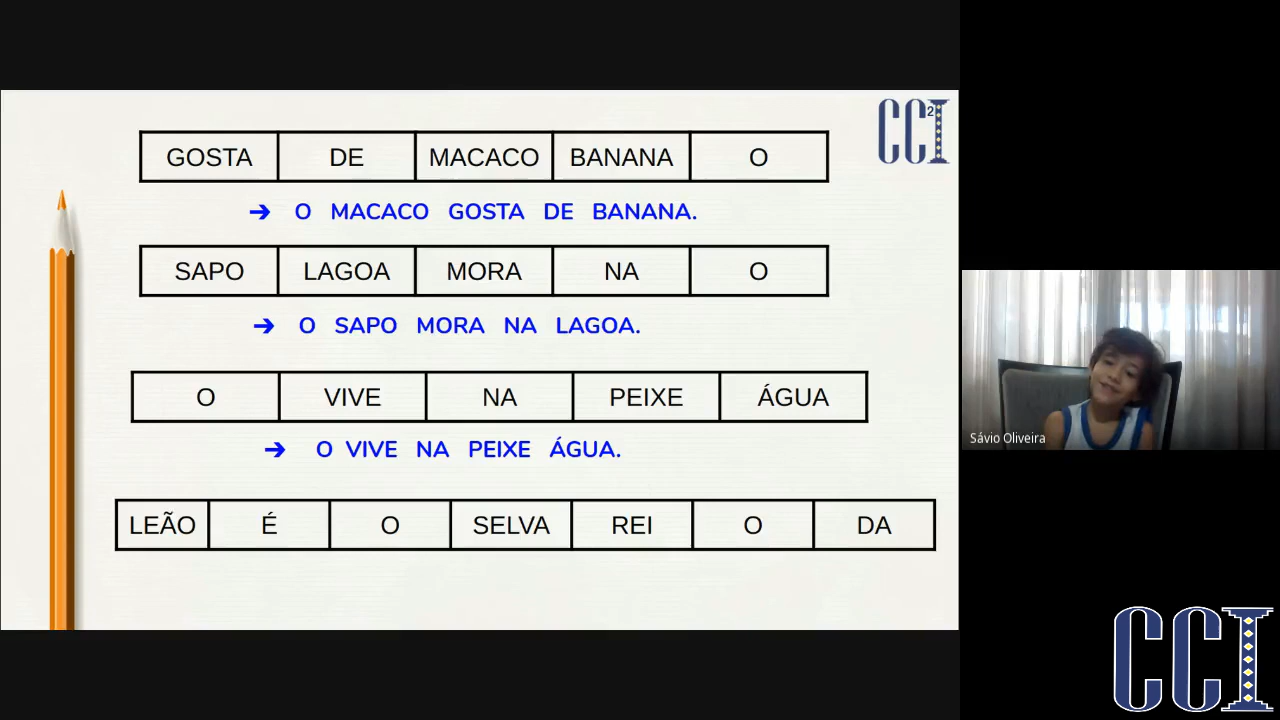 CC²I
GOSTA DE MACACO BANANA O
➔ O MACACO GOSTA DE BANANA.
SAPO LAGOA MORA NA O
➔ O SAPO MORA NA LAGOA.
O VIVE NA PEIXE ÁGUA
➔ O VIVE NA PEIXE ÁGUA.
LEÃO É O SELVA REI O DA
Sávio Oliveira
CCI